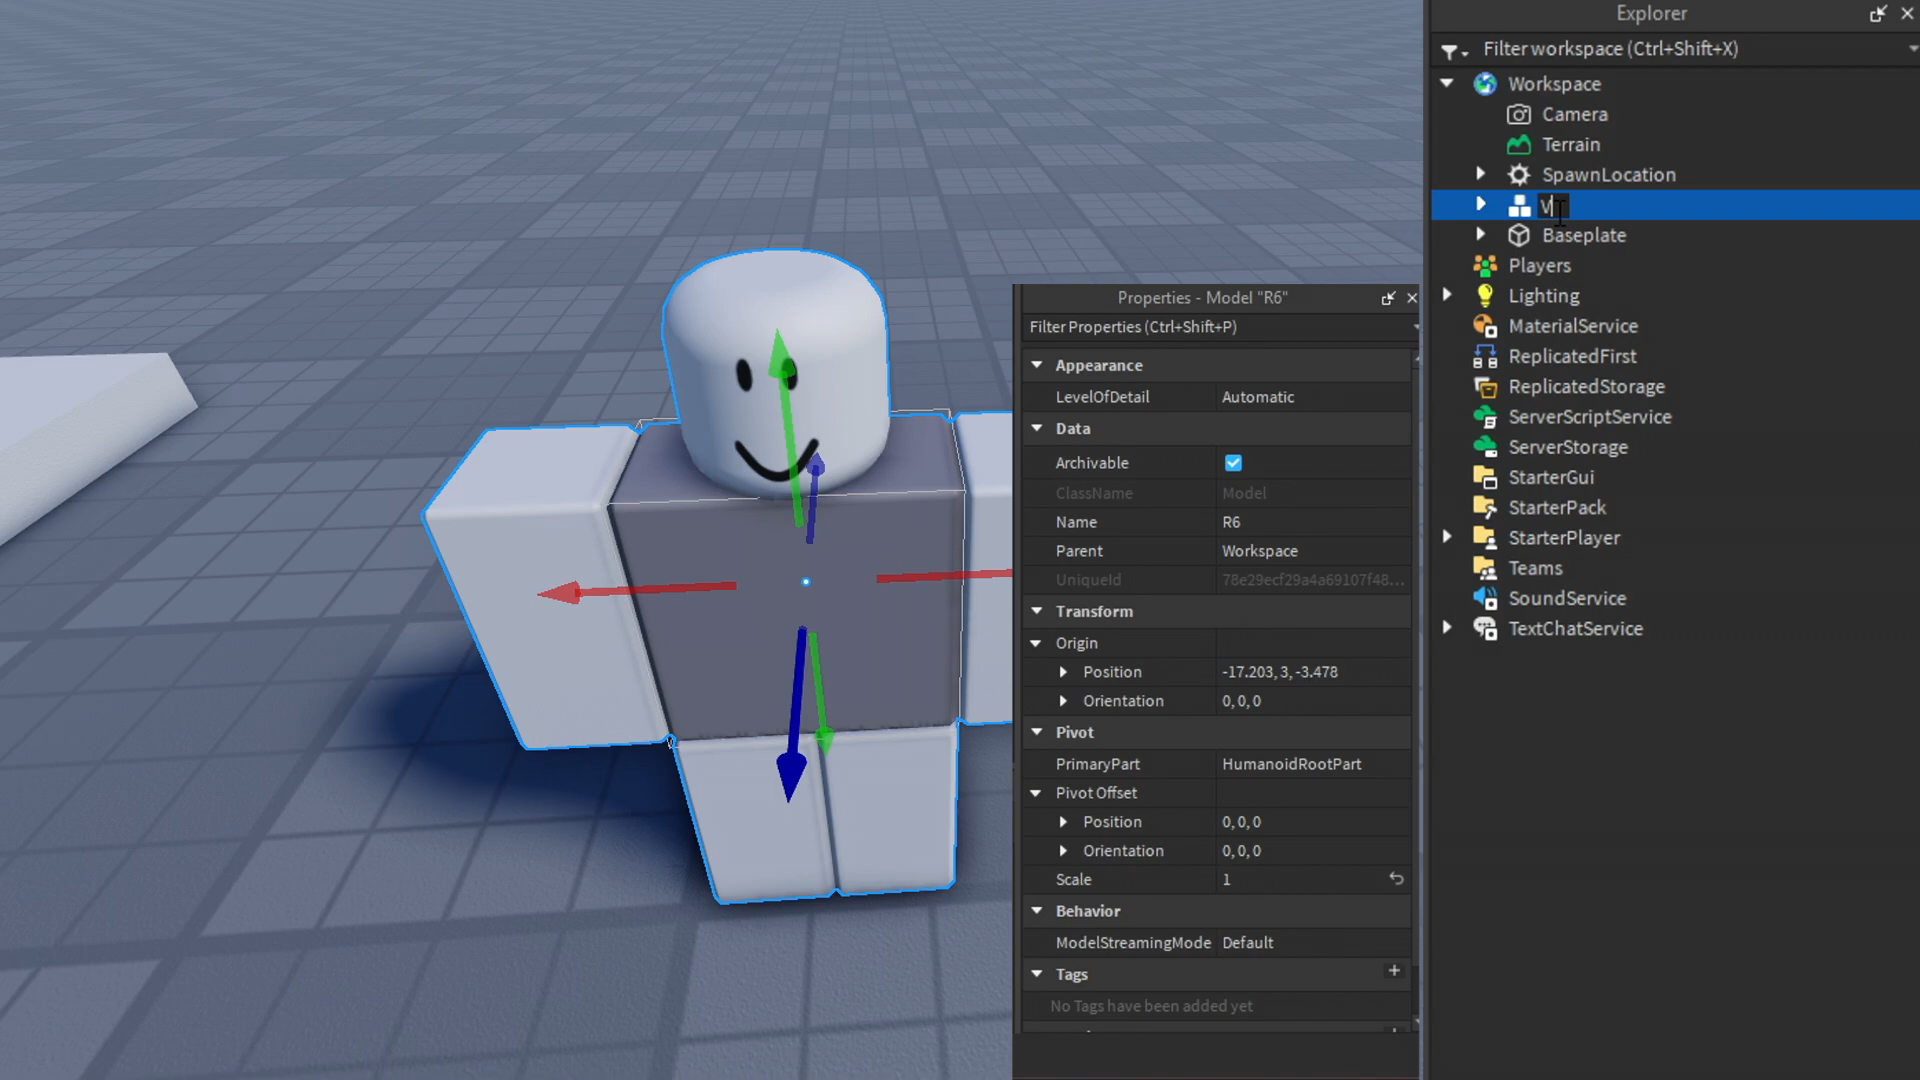 Explorer
Filter workspace (Ctrl+Shift+X)
Workspace
Camera
Terrain
SpawnLocation
V
Baseplate
Players
Lighting
MaterialService
ReplicatedFirst
ReplicatedStorage
ServerScriptService
ServerStorage
StarterGui
StarterPack
StarterPlayer
Teams
SoundService
TextChatService
Properties - Model "R6"
Filter Properties (Ctrl+Shift+P)
Appearance
LevelOfDetail Automatic
Data
Archivable
ClassName Model
Name R6
Parent Workspace
UniqueId 78e29ecf29a4a69107f48...
Transform
Origin
Position -17.203, 3, -3.478
Orientation 0, 0, 0
Pivot
PrimaryPart HumanoidRootPart
Pivot Offset
Position 0, 0, 0
Orientation 0, 0, 0
Scale 1
Behavior
ModelStreamingMode Default
Tags
No Tags have been added yet